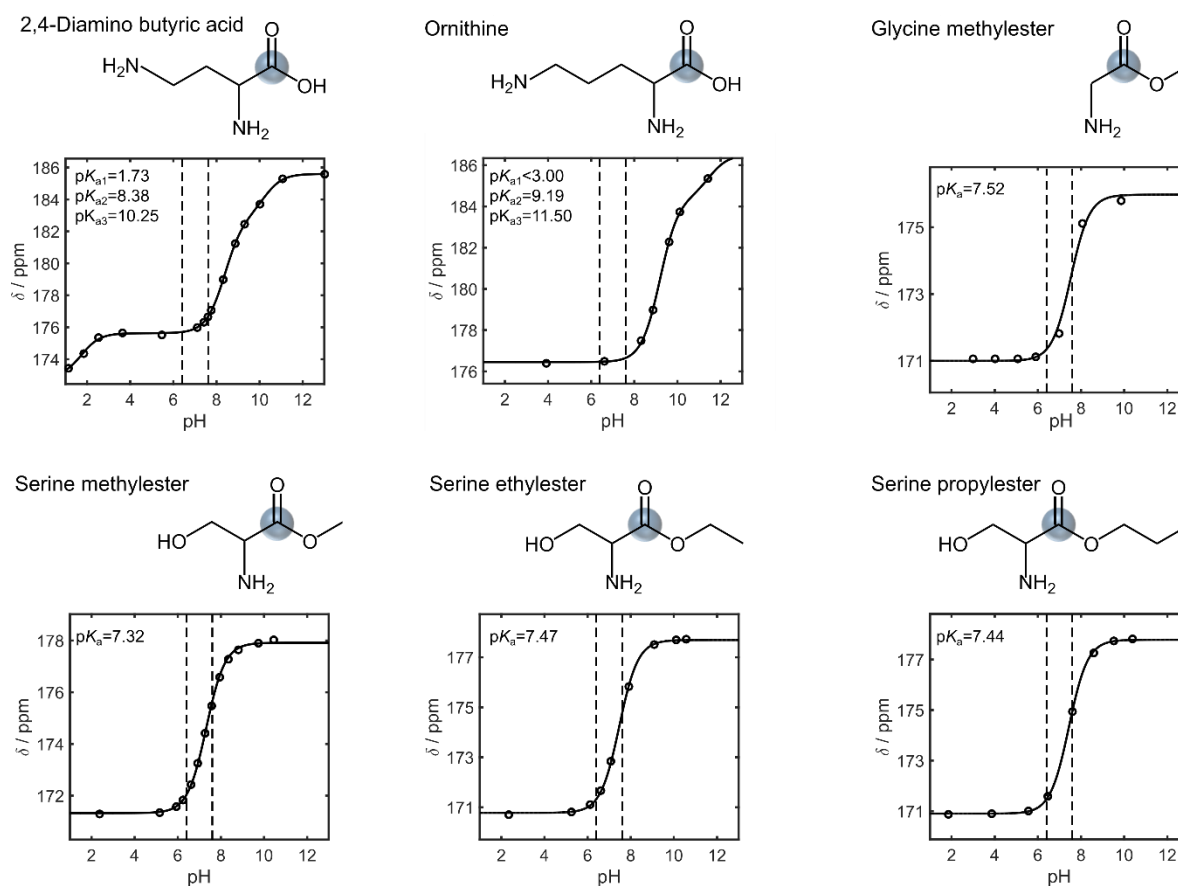 2,4-Diamino butyric acid
O
H2N
OH
NH2
186
184
182
180
178
176
174
δ / ppm
pKa1=1.73
pKa2=8.38
pKa3=10.25
2 4 6 8 10 12
pH
Ornithine
O
H2N
OH
NH2
186
184
182
180
178
176
δ / ppm
pKa1<3.00
pKa2=9.19
pKa3=11.50
2 4 6 8 10 12
pH
Glycine methylester
O
O
NH2
175
173
171
δ / ppm
pKa=7.52
2 4 6 8 10 12
pH
Serine methylester
O
HO
O
NH2
178
176
174
172
δ / ppm
pKa=7.32
2 4 6 8 10 12
pH
Serine ethylester
O
HO
O
NH2
177
175
173
171
δ / ppm
pKa=7.47
2 4 6 8 10 12
pH
Serine propylester
O
HO
O
NH2
177
175
173
171
δ / ppm
pKa=7.44
2 4 6 8 10 12
pH